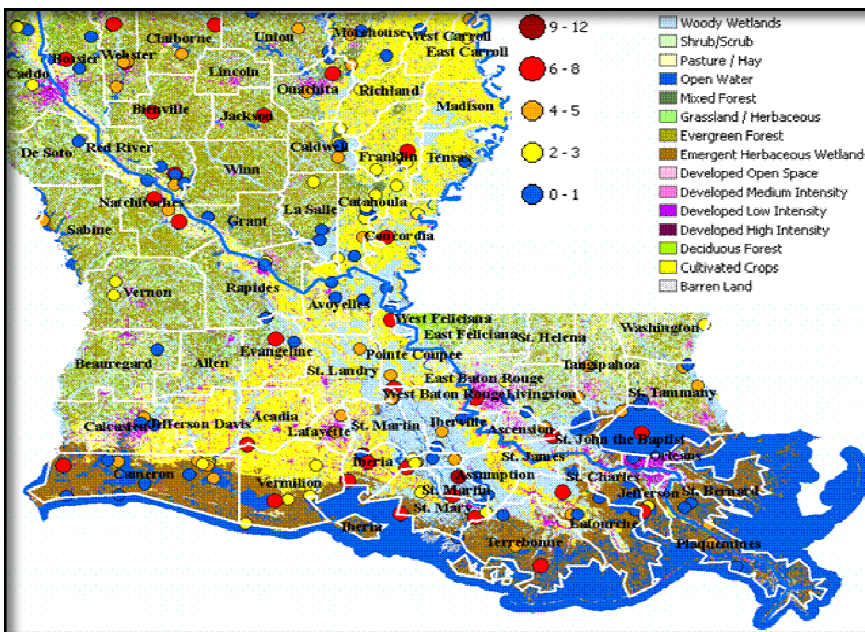 9 - 12
6 - 8
4 - 5
2 - 3
0 - 1
Woody Wetlands
Shrub/Scrub
Pasture / Hay
Open Water
Mixed Forest
Grassland / Herbaceous
Evergreen Forest
Emergent Herbaceous Wetlands
Developed Open Space
Developed Medium Intensity
Developed Low Intensity
Developed High Intensity
Deciduous Forest
Cultivated Crops
Barren Land
Claiborne
Union
Morehouse
West Carroll
East Carroll
Bossier
Webster
Lincoln
Caddo
Ouachita
Richland
Madison
Bienville
Jackson
De Soto
Red River
Caldwell
Franklin
Tensas
Winn
Natchitoches
Grant
La Salle
Catahoula
Sabine
Concordia
Vernon
Rapides
Avoyelles
West Feliciana
East Feliciana
St. Helena
Washington
Beauregard
Allen
Evangeline
Pointe Coupee
Tangipahoa
St. Landry
East Baton Rouge
West Baton Rouge
Livingston
St. Tammany
Calcasieu
Jefferson Davis
Acadia
Lafayette
St. Martin
Iberville
Ascension
St. John the Baptist
Cameron
Iberia
Assumption
St. James
St. Charles
Orleans
Vermilion
St. Martin
St. Mary
Jefferson
St. Bernard
Iberia
Lafourche
Terrebonne
Plaquemines